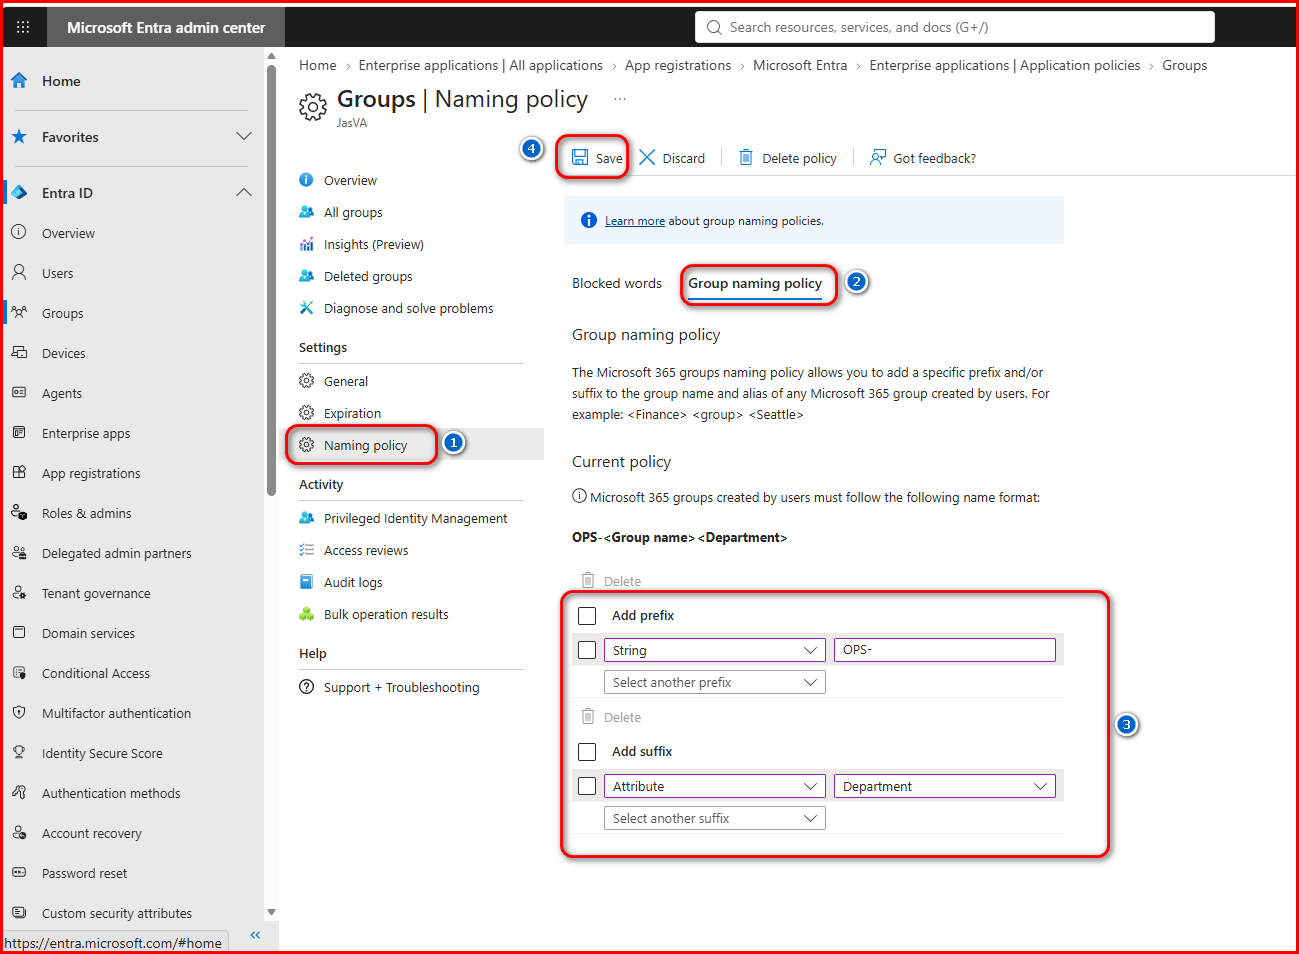 Microsoft Entra admin center
Search resources, services, and docs (G+/)
Home
Favorites
Entra ID
Overview
Users
Groups
Devices
Agents
Enterprise apps
App registrations
Roles & admins
Delegated admin partners
Tenant governance
Domain services
Conditional Access
Multifactor authentication
Identity Secure Score
Authentication methods
Account recovery
Password reset
Custom security attributes
https://entra.microsoft.com/#home
Home > Enterprise applications | All applications > App registrations > Microsoft Entra > Enterprise applications | Application policies > Groups
Groups | Naming policy ...
JasVA
Overview
All groups
Insights (Preview)
Deleted groups
Diagnose and solve problems
Settings
General
Expiration
Naming policy 1
Activity
Privileged Identity Management
Access reviews
Audit logs
Bulk operation results
Help
Support + Troubleshooting
4 Save Discard Delete policy Got feedback?
Learn more about group naming policies.
Blocked words Group naming policy 2
Group naming policy
The Microsoft 365 groups naming policy allows you to add a specific prefix and/or
suffix to the group name and alias of any Microsoft 365 group created by users. For
example: <Finance> <group> <Seattle>
Current policy
Microsoft 365 groups created by users must follow the following name format:
OPS-<Group name><Department>
Delete
Add prefix
String OPS-
Select another prefix
Delete
3
Add suffix
Attribute Department
Select another suffix